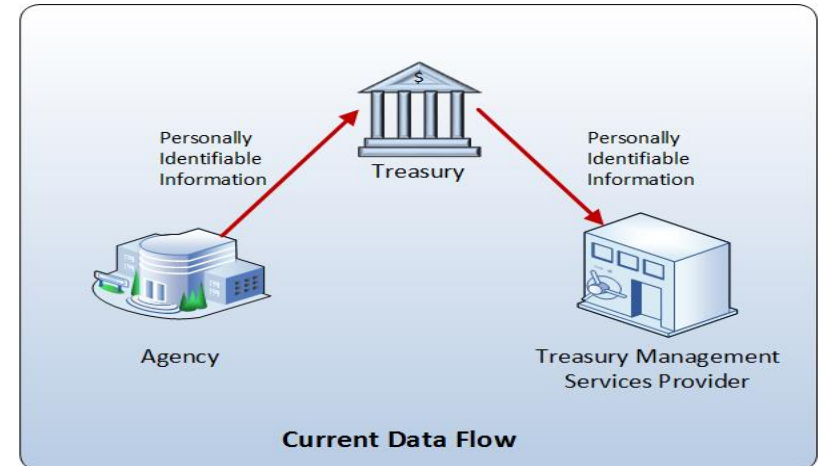 $
Personally
Identifiable
Information
Treasury
Personally
Identifiable
Information
Agency
Treasury Management
Services Provider
Current Data Flow